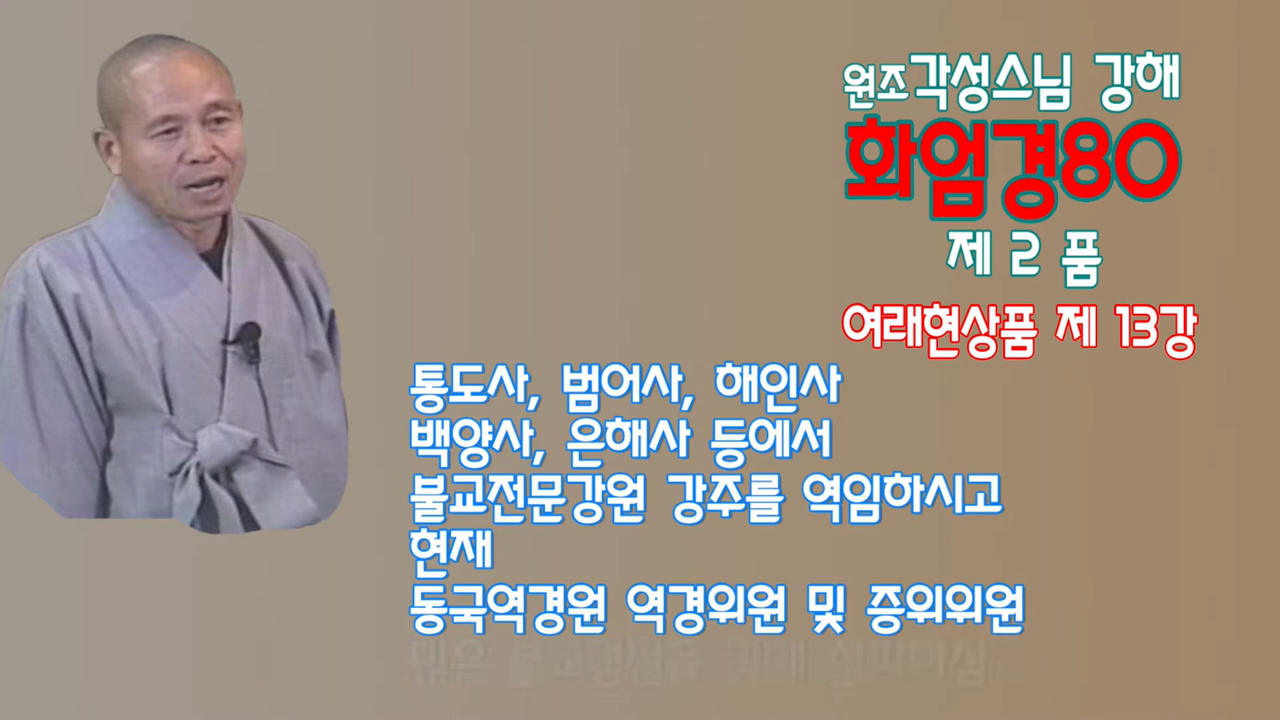 원조각성스님 강해
화엄경80
제 2 품
여래현상품 제 13강
통도사, 범어사, 해인사
백양사, 은해사 등에서
불교전문강원 강주를 역임하시고
현재
동국역경원 역경위원 및 증위위원